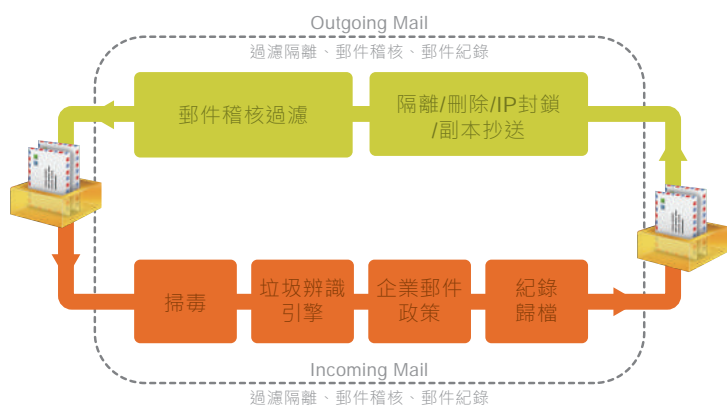 Outgoing Mail
過濾隔離、郵件稽核、郵件紀錄
郵件稽核過濾
隔離/刪除/IP封鎖
/副本抄送
掃毒
垃圾辨識
引擎
企業郵件
政策
紀錄
歸檔
Incoming Mail
過濾隔離、郵件稽核、郵件紀錄